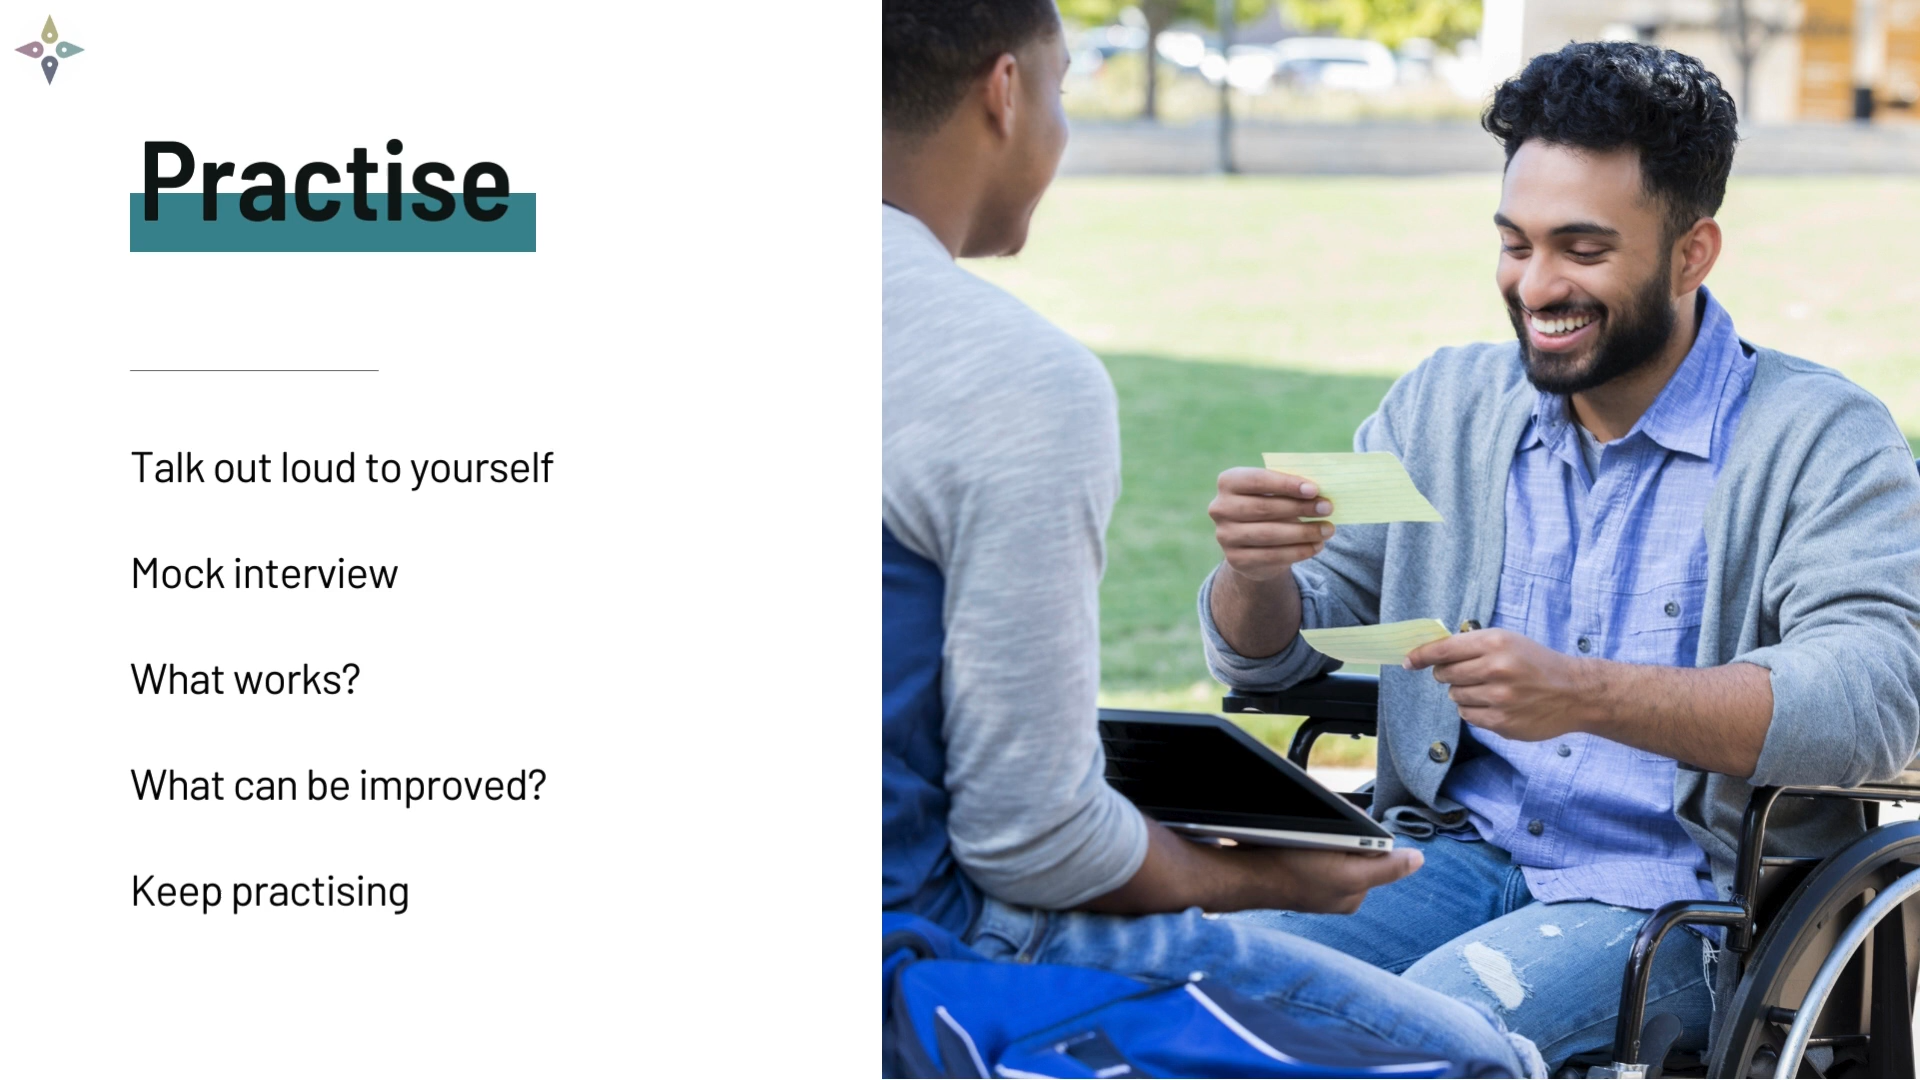 Practise
Talk out loud to yourself
Mock interview
What works?
What can be improved?
Keep practising